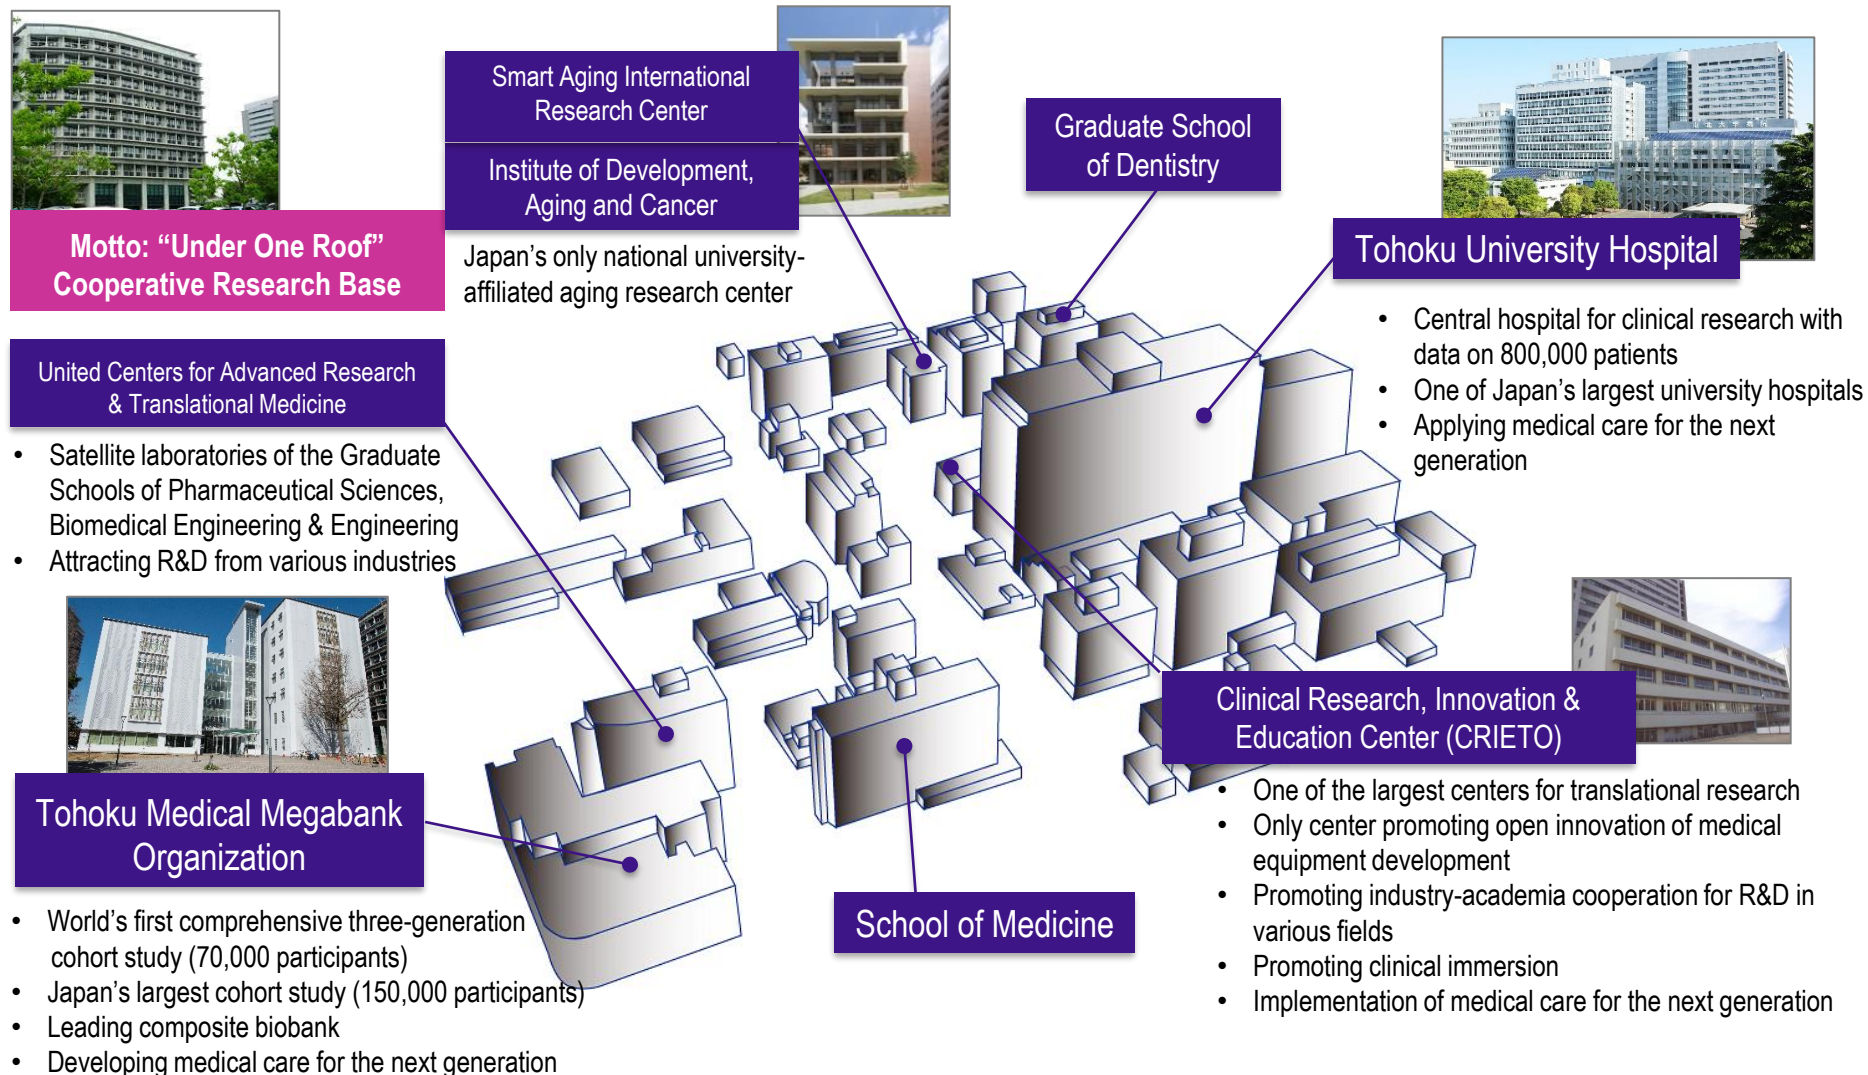 Smart Aging International
Research Center
Institute of Development,
Aging and Cancer
Japan’s only national university-
affiliated aging research center
Graduate School
of Dentistry
Tohoku University Hospital
• Central hospital for clinical research with
data on 800,000 patients
• One of Japan’s largest university hospitals
• Applying medical care for the next
generation
Motto: “Under One Roof”
Cooperative Research Base
United Centers for Advanced Research
& Translational Medicine
• Satellite laboratories of the Graduate
Schools of Pharmaceutical Sciences,
Biomedical Engineering & Engineering
• Attracting R&D from various industries
Tohoku Medical Megabank
Organization
• World’s first comprehensive three-generation
cohort study (70,000 participants)
• Japan’s largest cohort study (150,000 participants)
• Leading composite biobank
• Developing medical care for the next generation
School of Medicine
Clinical Research, Innovation &
Education Center (CRIETO)
• One of the largest centers for translational research
• Only center promoting open innovation of medical
equipment development
• Promoting industry-academia cooperation for R&D in
various fields
• Promoting clinical immersion
• Implementation of medical care for the next generation